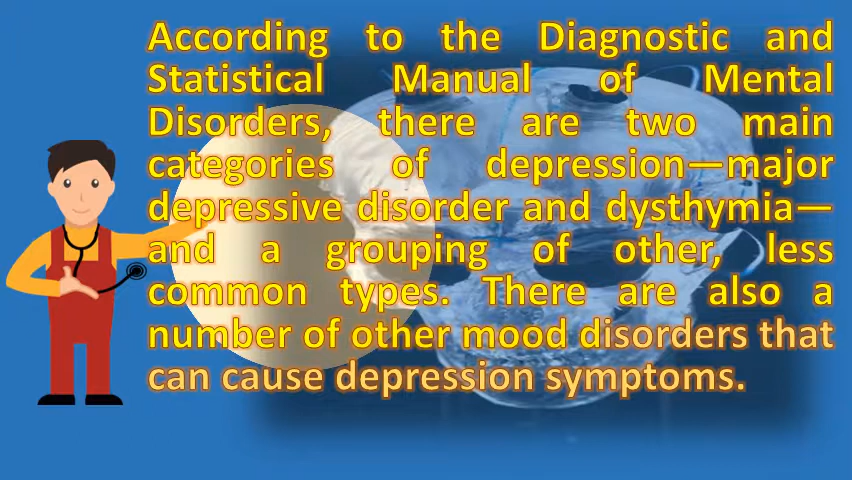 According to the Diagnostic and
Statistical Manual of Mental
Disorders, there are two main
categories of depression—major
depressive disorder and dysthymia—
and a grouping of other, less
common types. There are also a
number of other mood disorders that
can cause depression symptoms.